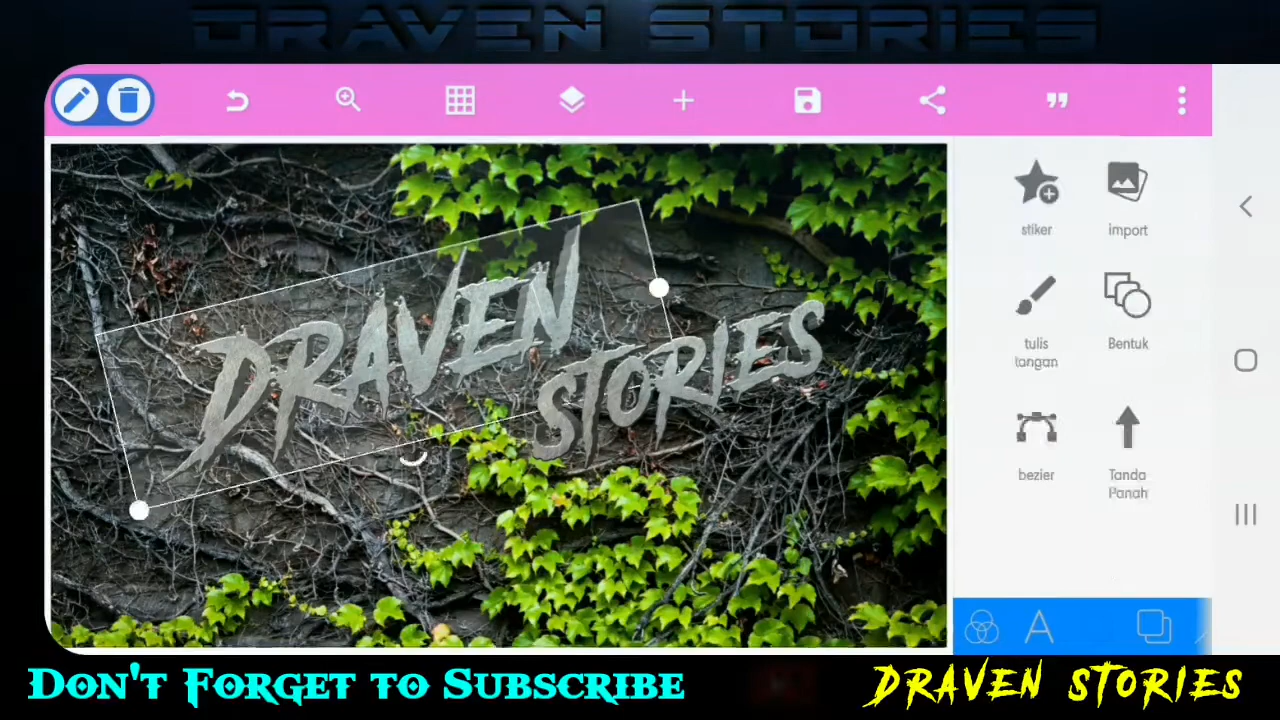 DRAVEN STORIES
DRAVEN
STORIES
stiker
import
tulis
tangan
Bentuk
bezier
Tanda
Panah
A
DON'T FORGET TO SUBSCRIBE
DRAVEN STORIES